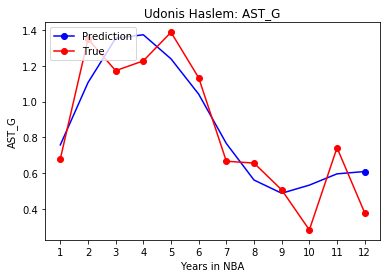 Udonis Haslem: AST_G
Prediction
True
1.4
1.2
1.0
0.8
0.6
0.4
AST_G
1 2 3 4 5 6 7 8 9 10 11 12
Years in NBA